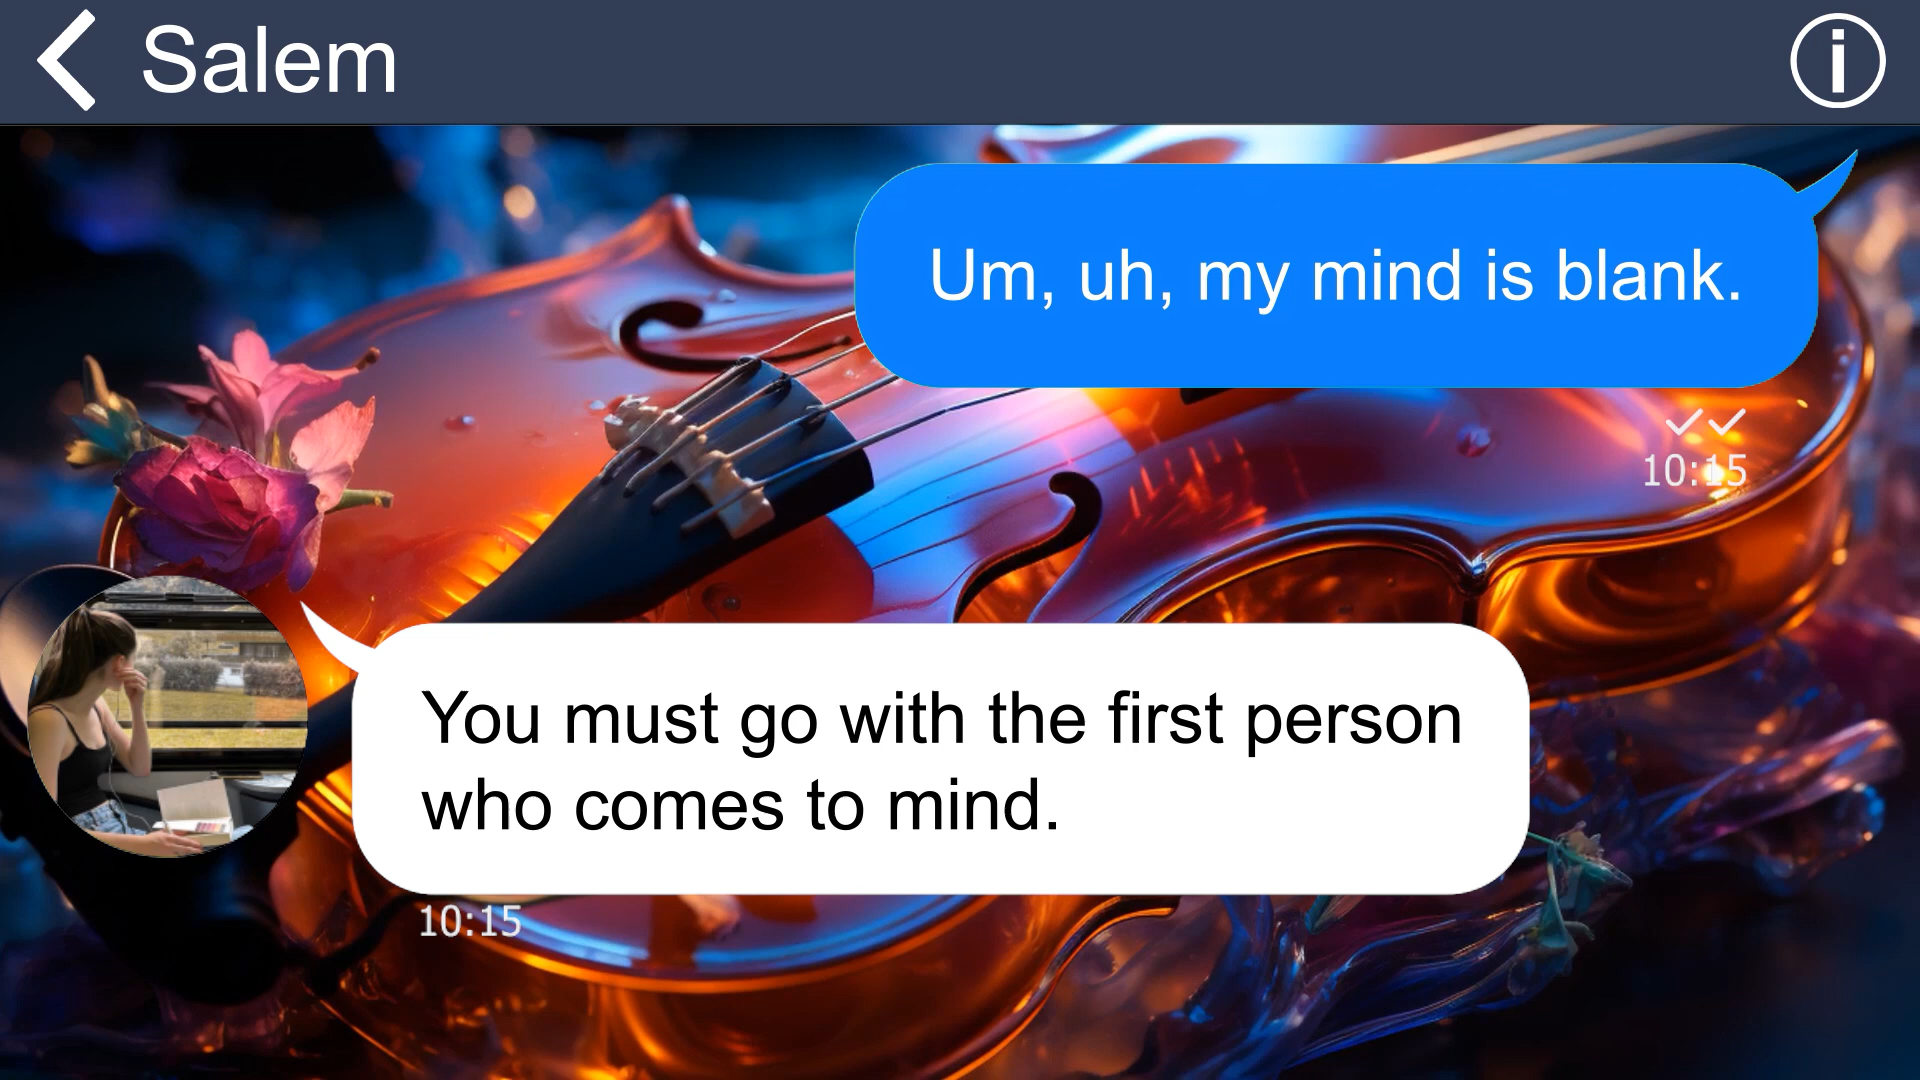 Salem
Um, uh, my mind is blank.
10:15
You must go with the first person
who comes to mind.
10:15